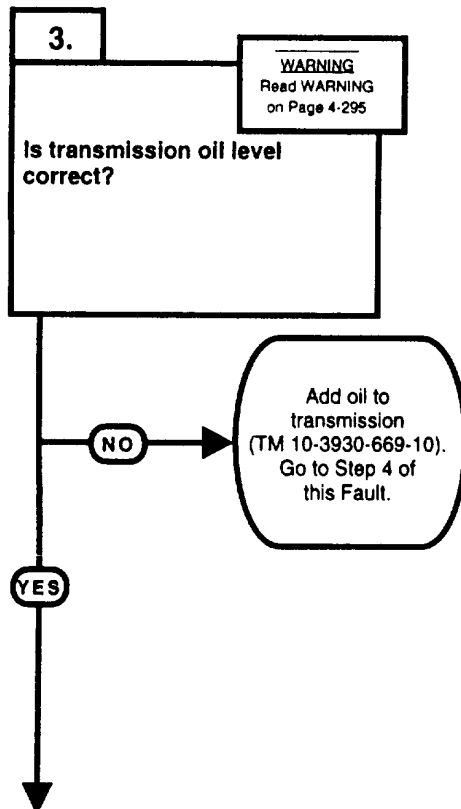 3.
WARNING
Read WARNING
on Page 4-295
Is transmission oil level
correct?
Add oil to
transmission
(TM 10-3930-669-10).
Go to Step 4 of
this Fault.
NO
YES